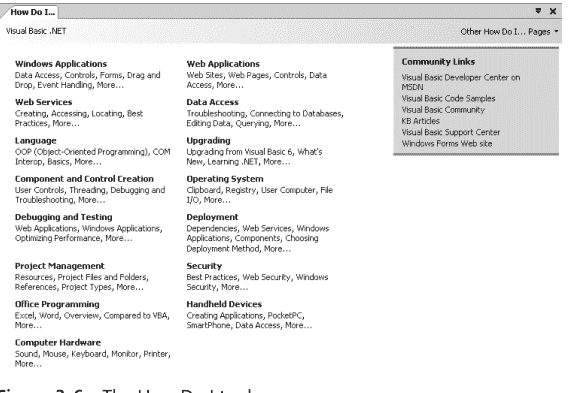 How Do I...
Visual Basic .NET
Other How Do I... Pages
Windows Applications
Data Access, Controls, Forms, Drag and
Drop, Event Handling, More...
Web Services
Creating, Accessing, Locating, Best
Practices, More...
Language
OOP (Object-Oriented Programming), COM
Interop, Basics, More...
Component and Control Creation
User Controls, Threading, Debugging and
Troubleshooting, More...
Debugging and Testing
Web Applications, Windows Applications,
Optimizing Performance, More...
Project Management
Resources, Project Files and Folders,
References, Project Types, More...
Office Programming
Excel, Word, Overview, Compared to VBA,
More...
Computer Hardware
Sound, Mouse, Keyboard, Monitor, Printer,
More...
Web Applications
Web Sites, Web Pages, Controls, Data
Access, More...
Data Access
Troubleshooting, Connecting to Databases,
Editing Data, Querying, More...
Upgrading
Upgrading from Visual Basic 6, What's
New, Learning .NET, More...
Operating System
Clipboard, Registry, User Computer, File
I/O, More...
Deployment
Dependencies, Web Services, Windows
Applications, Components, Choosing
Deployment Method, More...
Security
Best Practices, Web Security, Windows
Security, More...
Handheld Devices
Creating Applications, PocketPC,
SmartPhone, Data Access, More...
Community Links
Visual Basic Developer Center on
MSDN
Visual Basic Code Samples
Visual Basic Community
KB Articles
Visual Basic Support Center
Windows Forms Web site